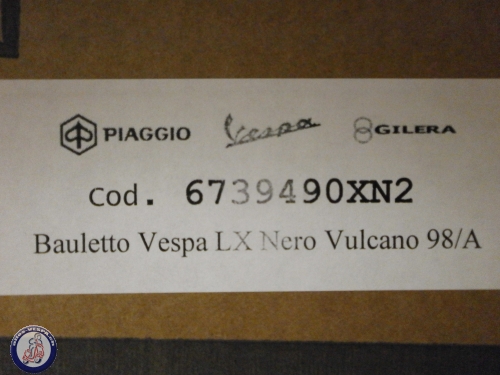 PIAGGIO Vespa GILERA
Cod. 6739490XN2
Bauletto Vespa LX Nero Vulcano 98/A